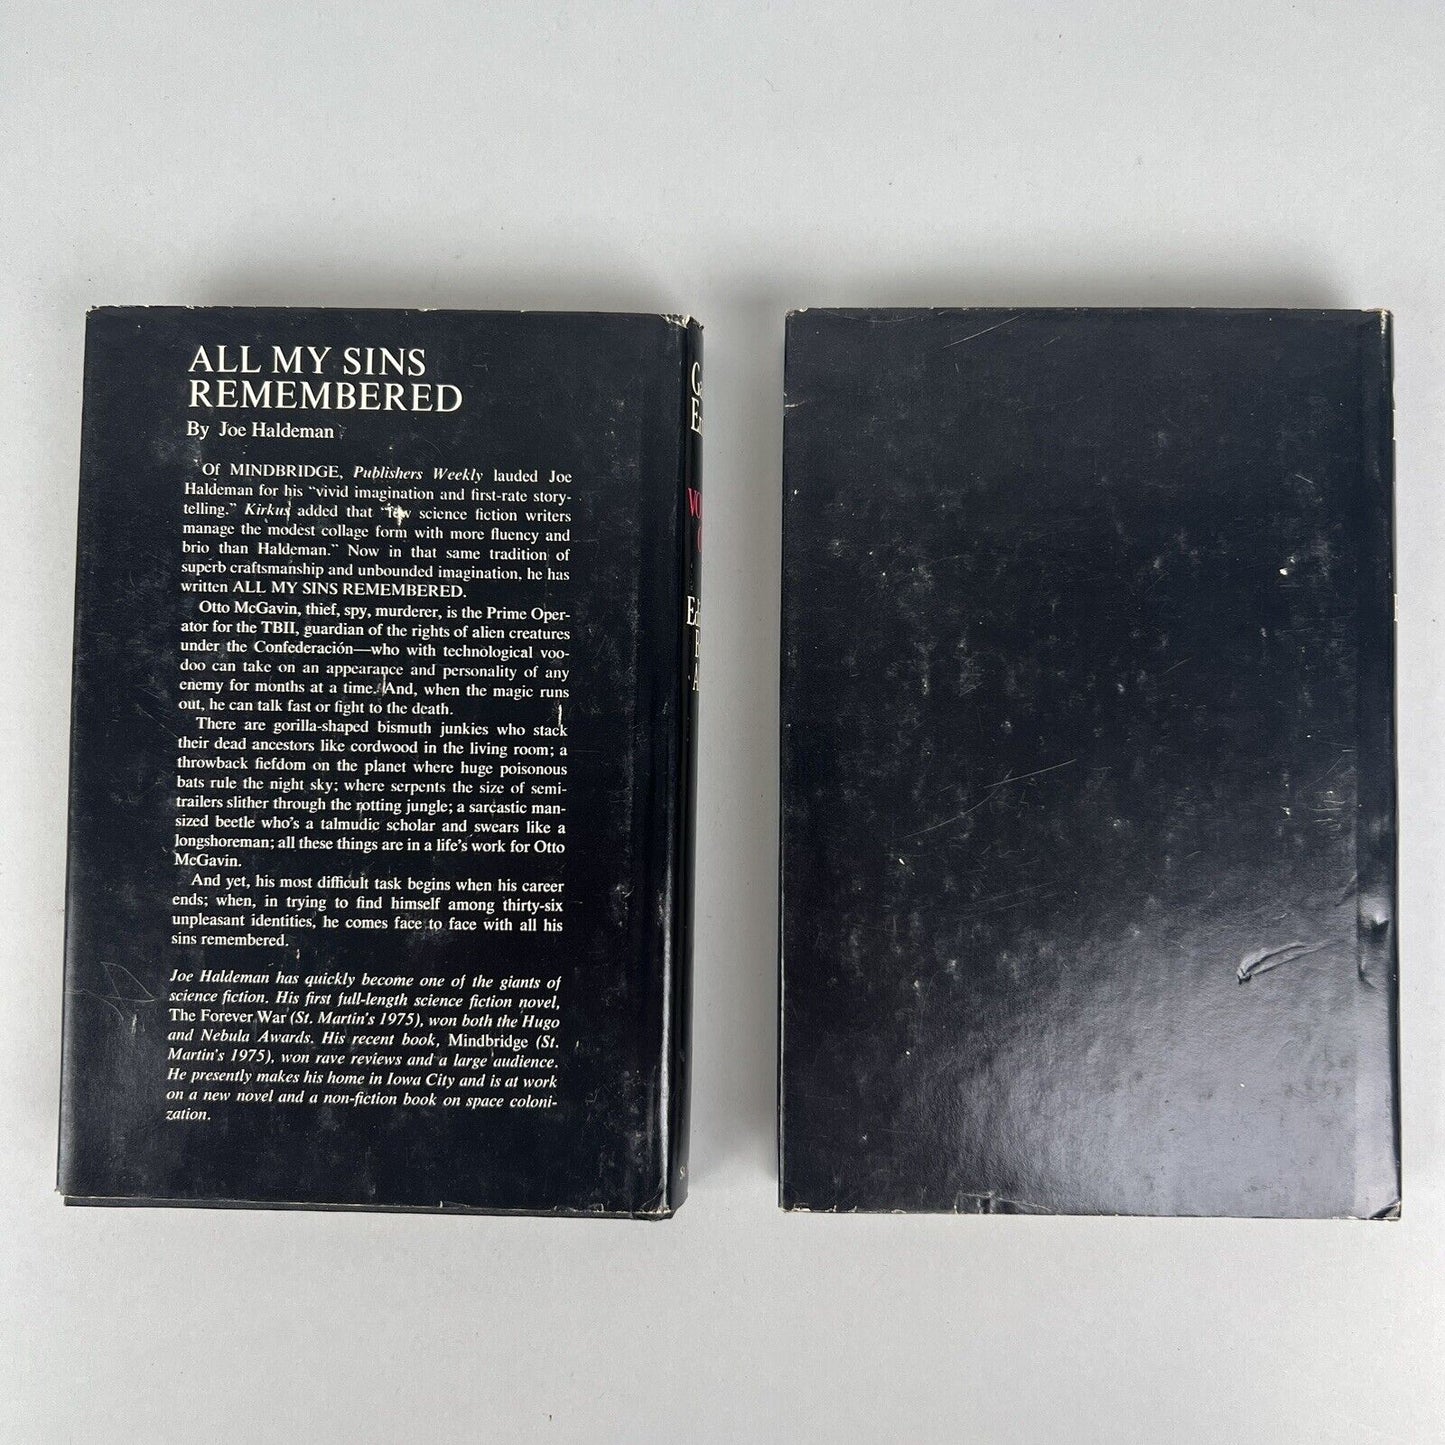 ALL MY SINS
REMEMBERED
By Joe Haldeman
Of MINDBRIDGE, Publishers Weekly lauded Joe
Haldeman for his "vivid imagination and first-rate story-
telling." Kirkus added that "few science fiction writers
manage the modest collage form with more fluency and
brio than Haldeman." Now in that same tradition of
superb craftsmanship and unbounded imagination, he has
written ALL MY SINS REMEMBERED.
Otto McGavin, thief, spy, murderer, is the Prime Oper-
ator for the TBII, guardian of the rights of alien creatures
under the Confederación—who with technological voo-
doo can take on an appearance and personality of any
enemy for months at a time. And, when the magic runs
out, he can talk fast or fight to the death.
There are gorilla-shaped bismuth junkies who stack
their dead ancestors like cordwood in the living room; a
throwback fiefdom on the planet where huge poisonous
bats rule the night sky; where serpents the size of semi-
trailers slither through the rotting jungle; a sarcastic man-
sized beetle who's a talmudic scholar and swears like a
longshoreman; all these things are in a life's work for Otto
McGavin.
And yet, his most difficult task begins when his career
ends; when, in trying to find himself among thirty-six
unpleasant identities, he comes face to face with all his
sins remembered.
Joe Haldeman has quickly become one of the giants of
science fiction. His first full-length science fiction novel,
The Forever War (St. Martin's 1975), won both the Hugo
and Nebula Awards. His recent book, Mindbridge (St.
Martin's 1975), won rave reviews and a large audience.
He presently makes his home in Iowa City and is at work
on a new novel and a non-fiction book on space coloni-
zation.